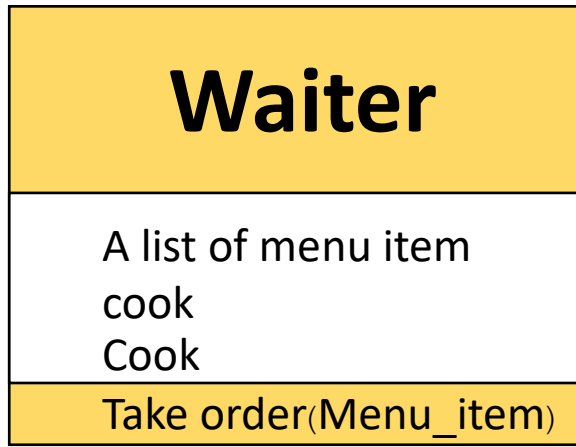 Waiter
A list of menu item
cook
Cook
Take order(Menu_item)